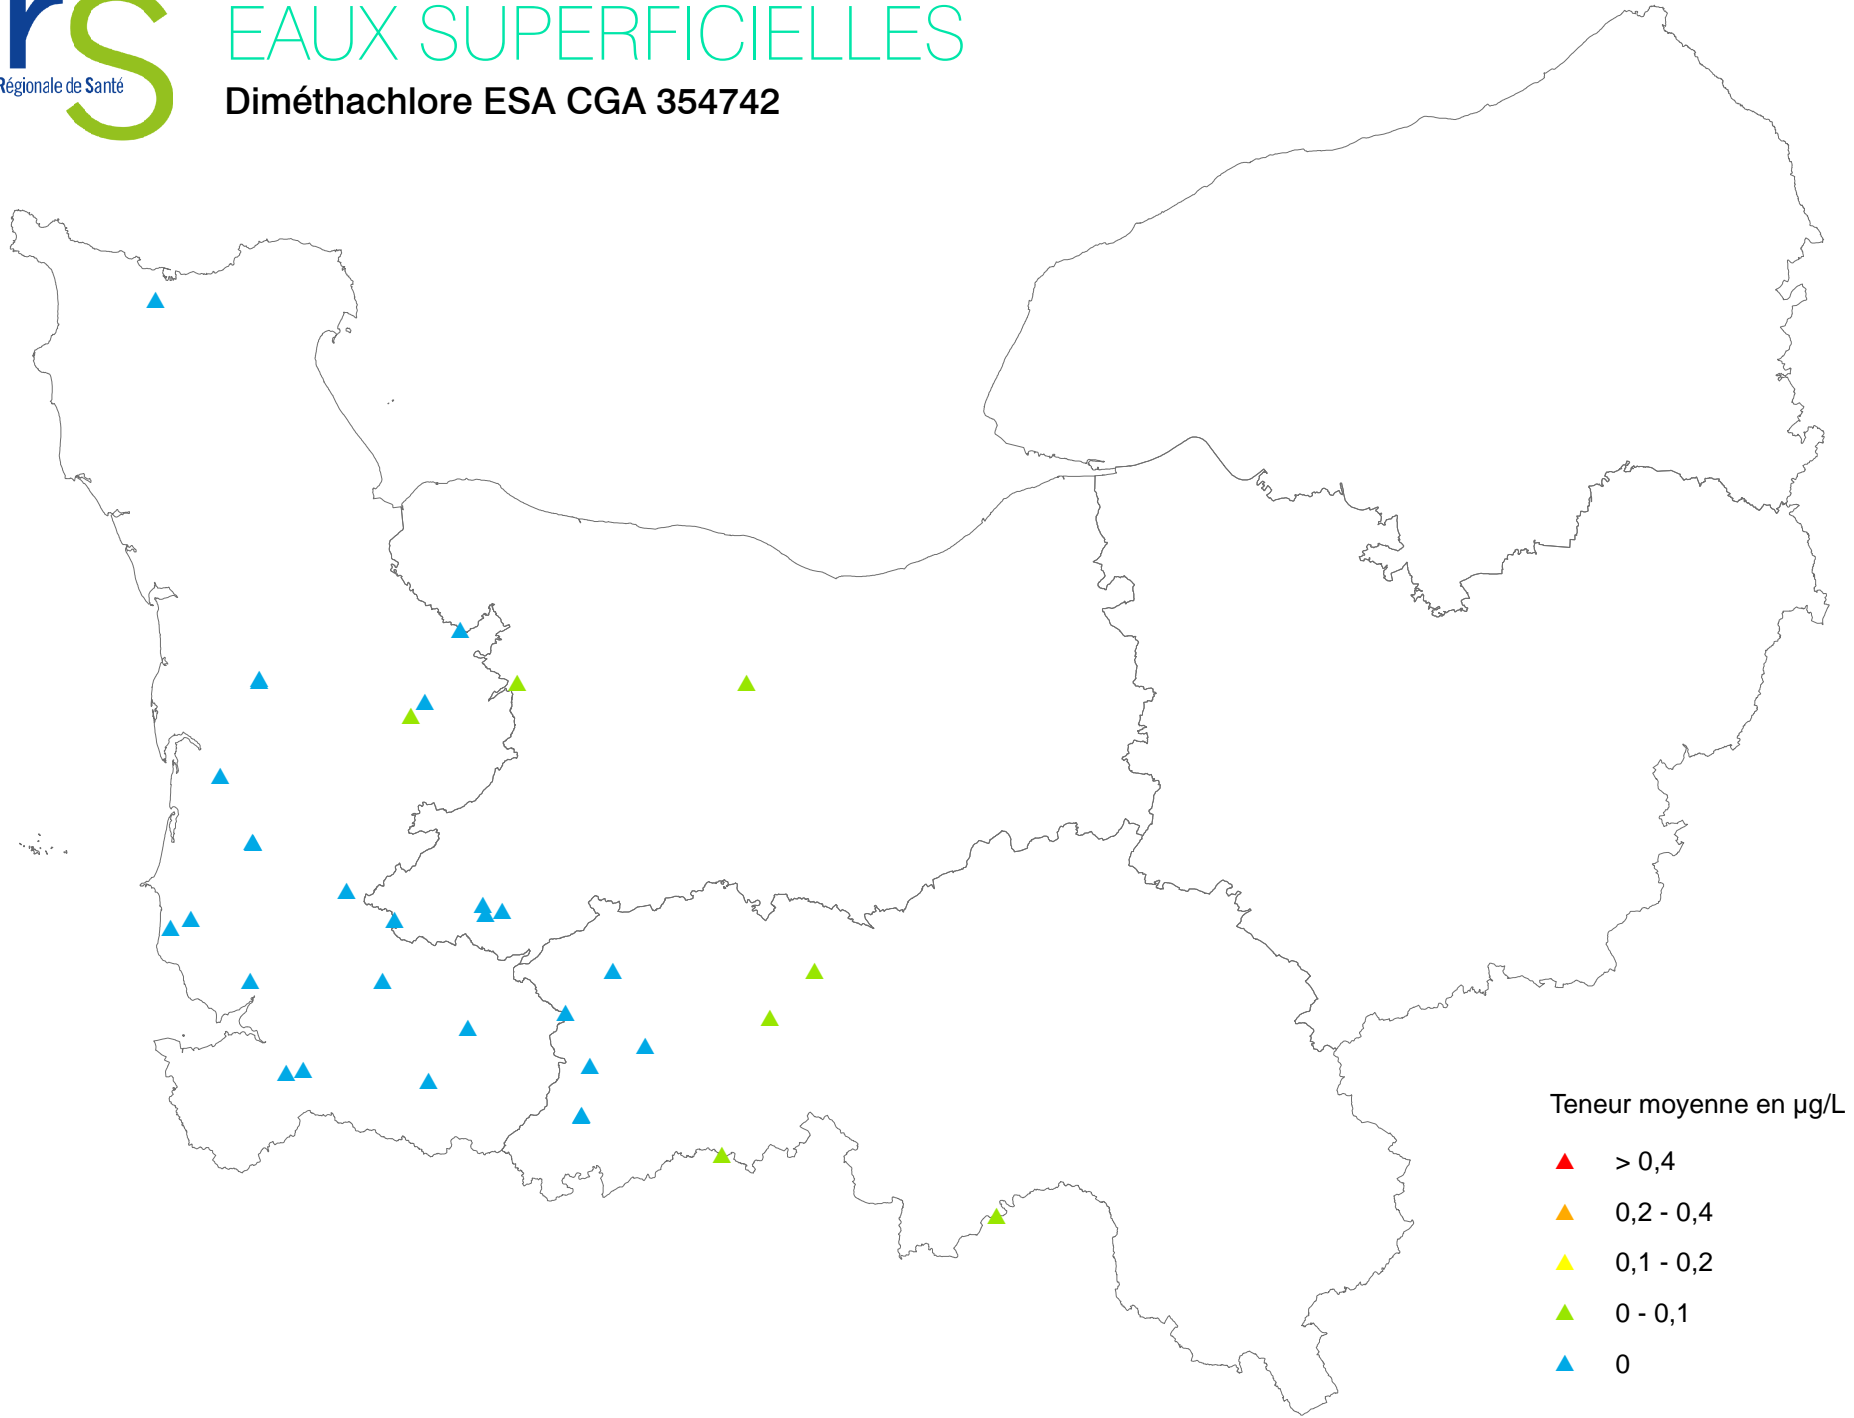 rs
EAUX SUPERFICIELLES
Régionale de Santé
Diméthachlore ESA CGA 354742
Teneur moyenne en µg/L
> 0,4
0,2 - 0,4
0,1 - 0,2
0 - 0,1
0